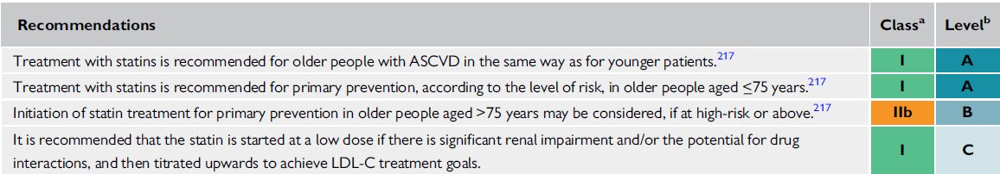 Recommendations Classᵃ Levelᵇ
Treatment with statins is recommended for older people with ASCVD in the same way as for younger patients.²¹⁷ I A
Treatment with statins is recommended for primary prevention, according to the level of risk, in older people aged ≤75 years.²¹⁷ I A
Initiation of statin treatment for primary prevention in older people aged >75 years may be considered, if at high-risk or above.²¹⁷ IIb B
It is recommended that the statin is started at a low dose if there is significant renal impairment and/or the potential for drug
interactions, and then titrated upwards to achieve LDL-C treatment goals. I C